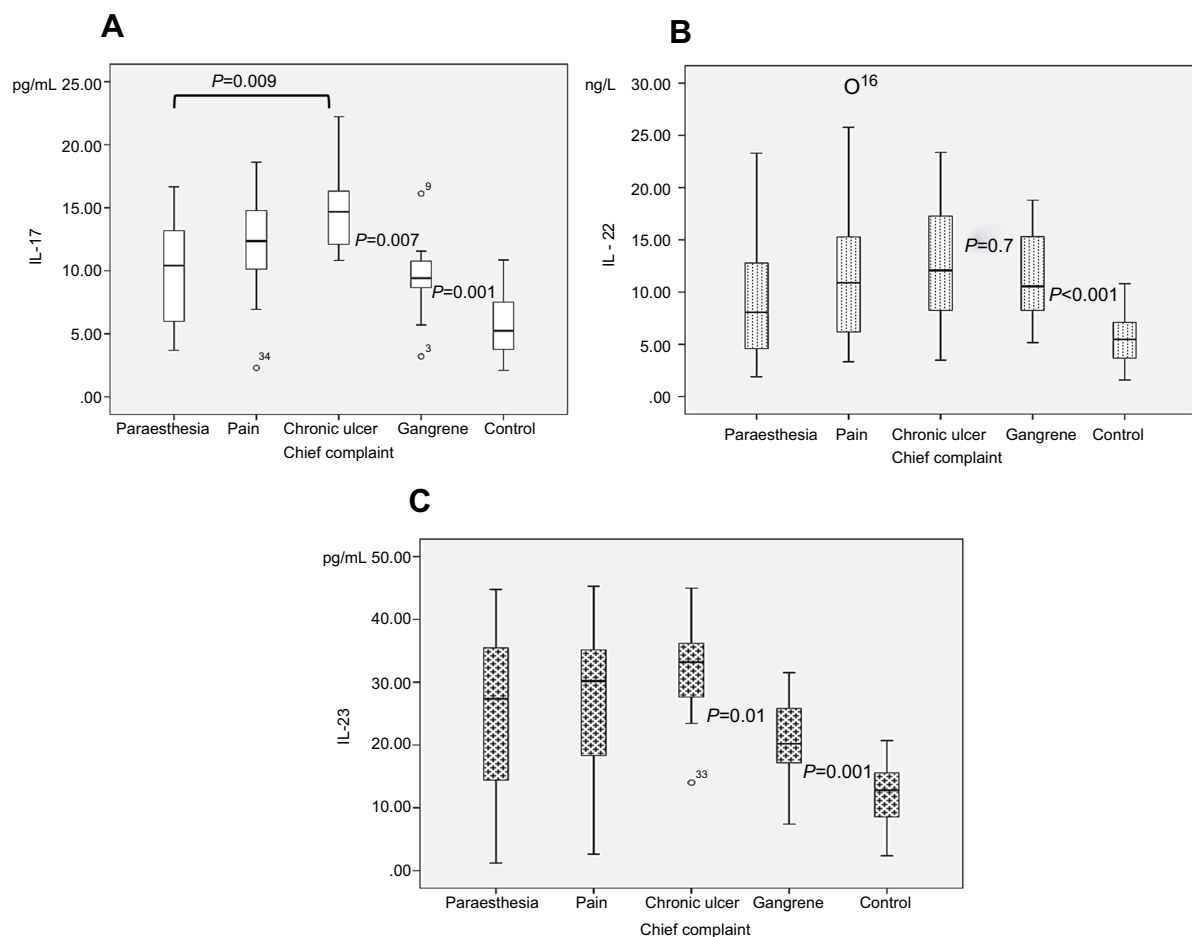 A
pg/mL 25.00
20.00
15.00
10.00
5.00
.00
IL-17
P=0.009
P=0.007
P=0.001
9
34
3
Paraesthesia Pain Chronic ulcer Gangrene Control
Chief complaint
B
ng/L 30.00
25.00
20.00
15.00
10.00
5.00
.00
IL - 22
16
P=0.7
P<0.001
Paraesthesia Pain Chronic ulcer Gangrene Control
Chief complaint
C
pg/mL 50.00
40.00
30.00
20.00
10.00
.00
IL-23
P=0.01
P=0.001
33
Paraesthesia Pain Chronic ulcer Gangrene Control
Chief complaint